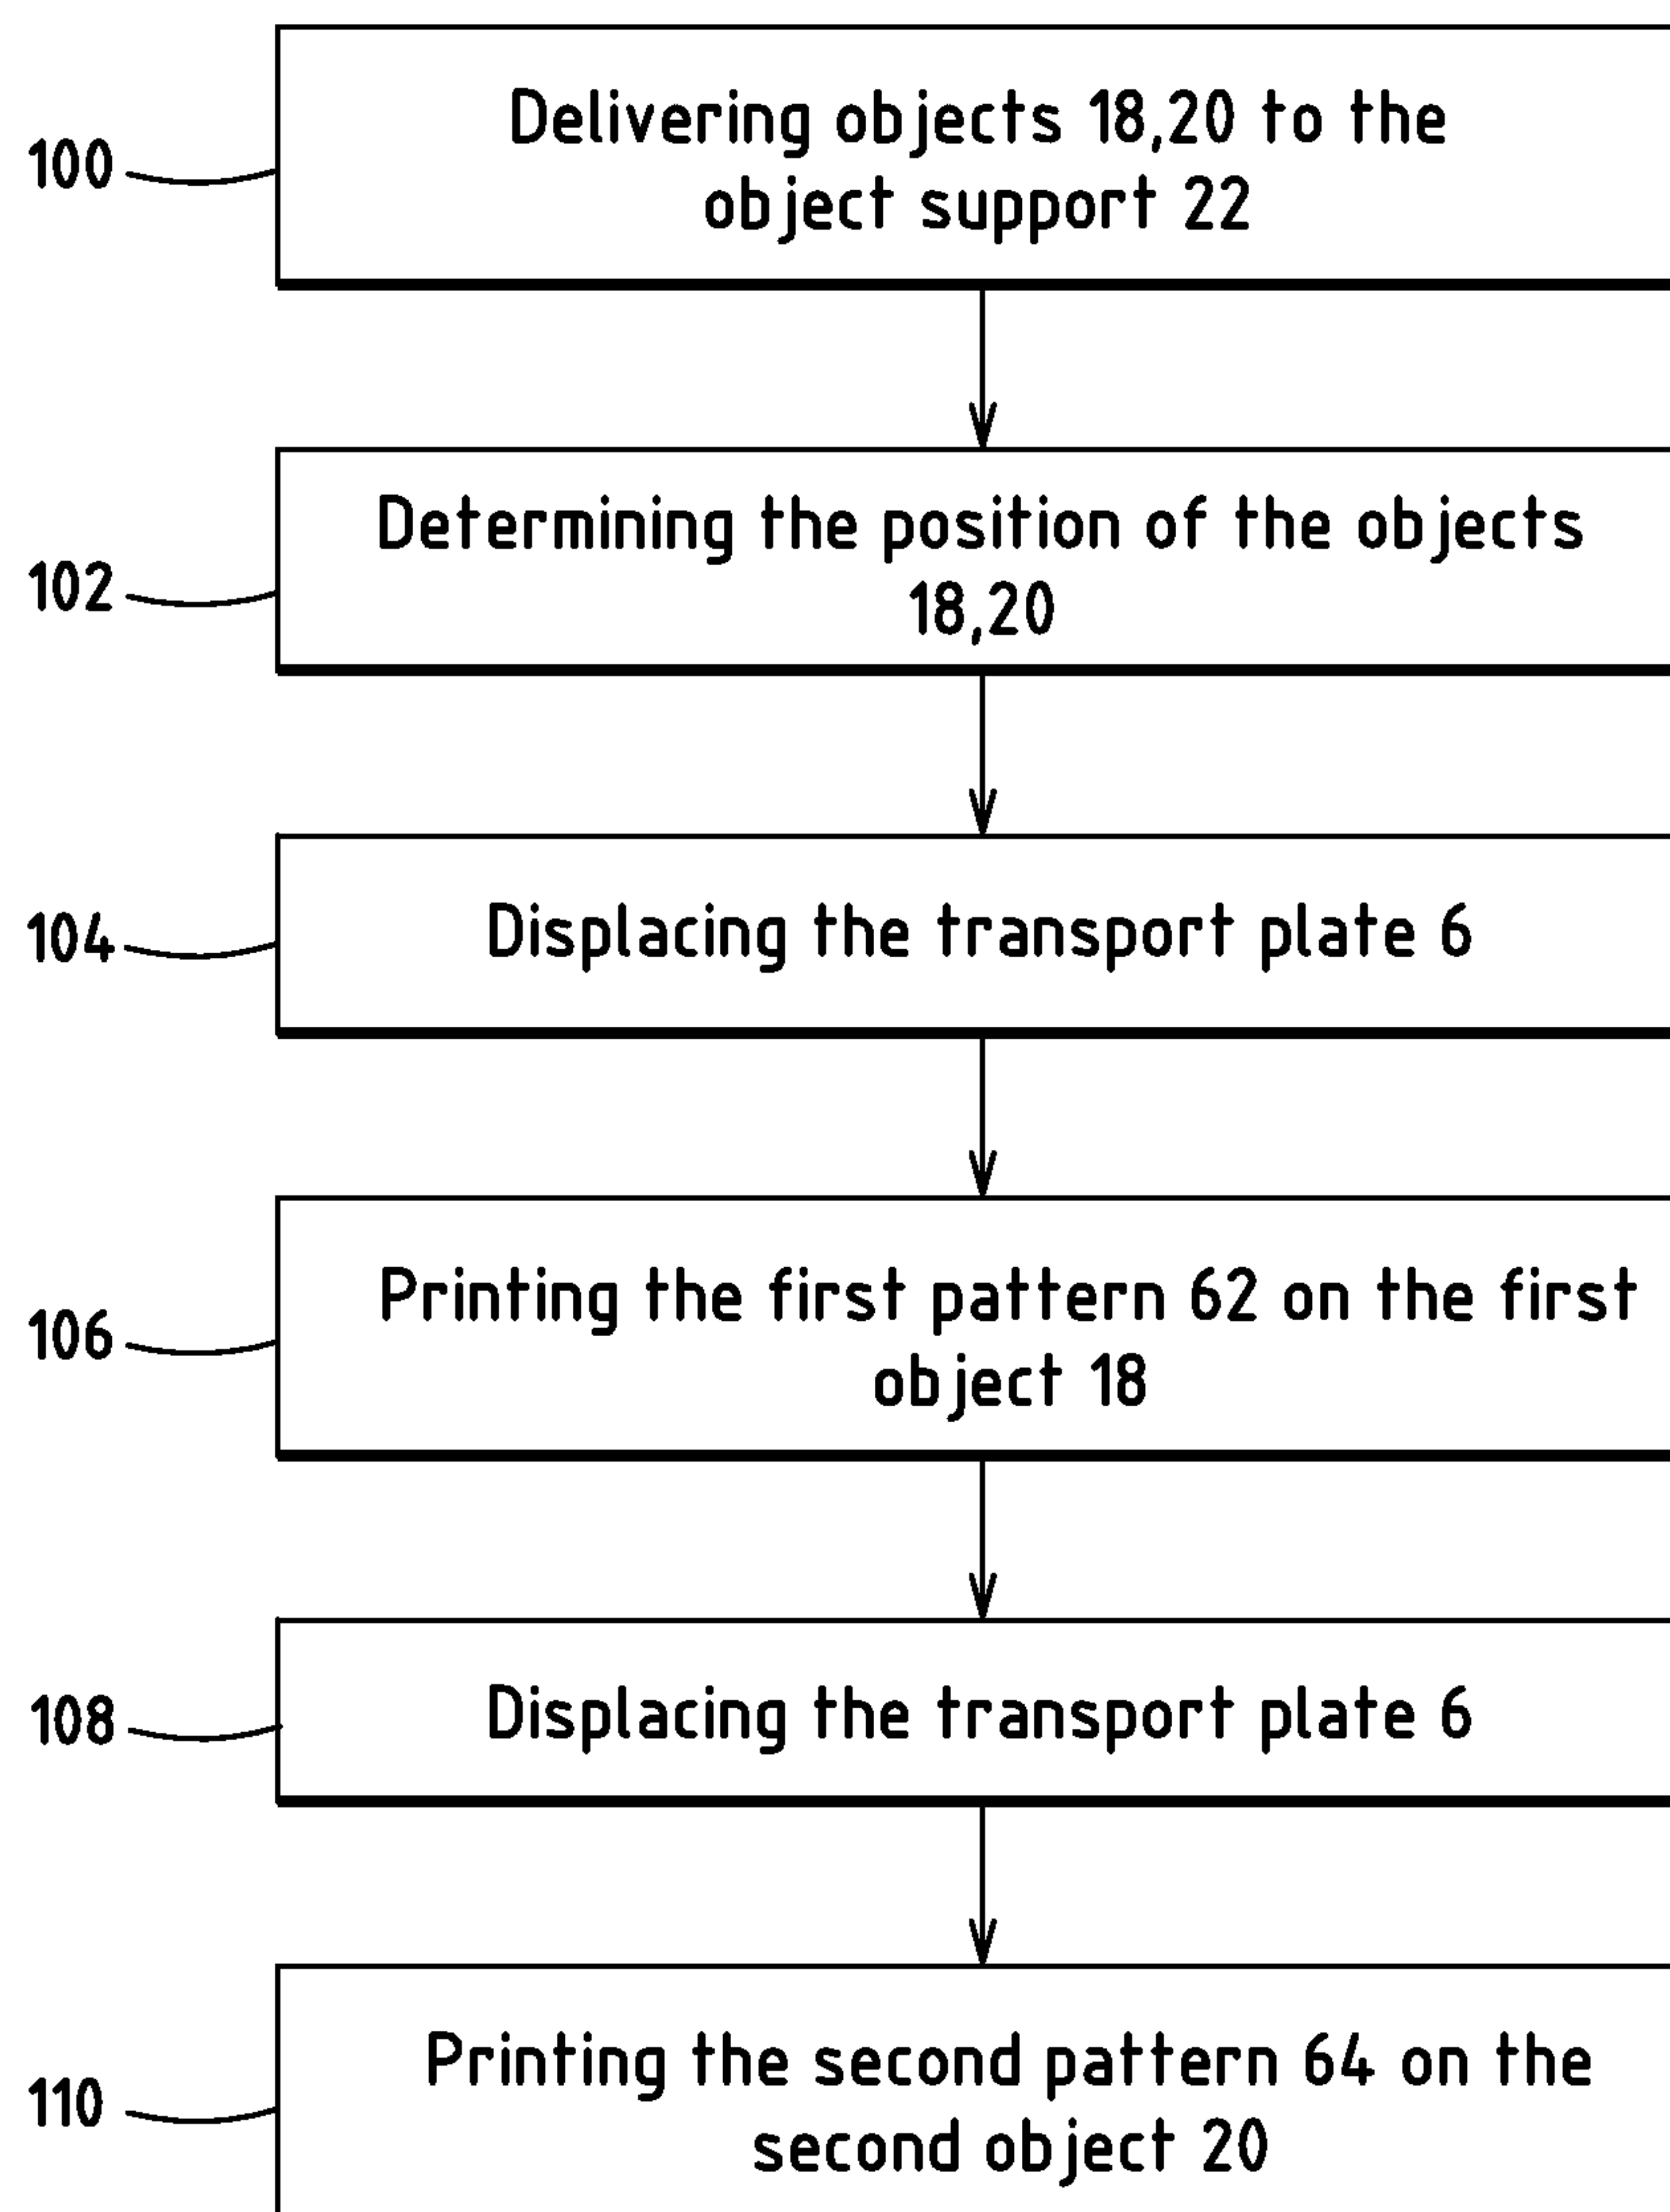 100
Delivering objects 18,20 to the
object support 22
102
Determining the position of the objects
18,20
104
Displacing the transport plate 6
106
Printing the first pattern 62 on the first
object 18
108
Displacing the transport plate 6
110
Printing the second pattern 64 on the
second object 20